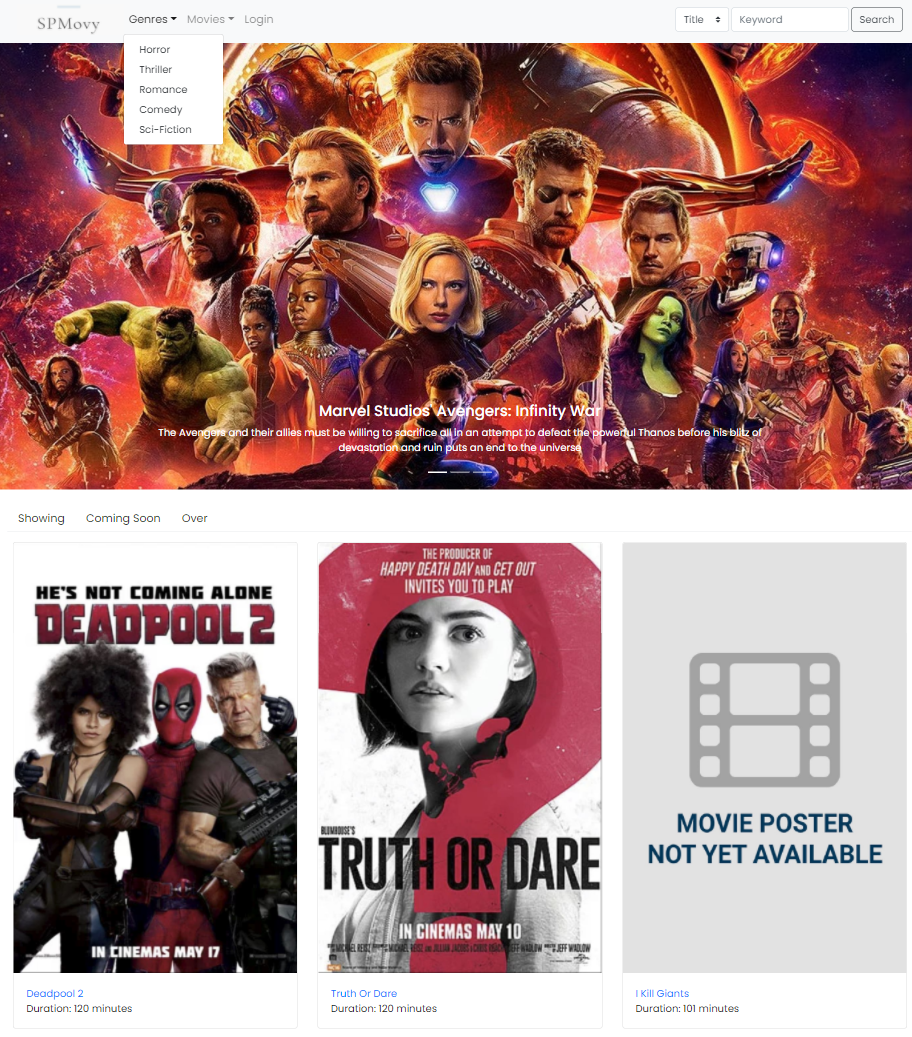 SPMovy
Genres
Movies
Login
Title
Keyword
Search
Horror
Thriller
Romance
Comedy
Sci-Fiction
Marvel Studios' Avengers: Infinity War
The Avengers and their allies must be willing to sacrifice all in an attempt to defeat the powerful Thanos before his blitz of
devastation and ruin puts an end to the universe
Showing
Coming Soon
Over
HE'S NOT COMING ALONE
DEADPOOL 2
IN CINEMAS MAY 17
Deadpool 2
Duration: 120 minutes
THE PRODUCER OF
HAPPY DEATH DAY AND GET OUT
INVITES YOU TO PLAY
BLUMHOUSE'S
TRUTH OR DARE
IN CINEMAS MAY 10
Truth Or Dare
Duration: 120 minutes
MOVIE POSTER
NOT YET AVAILABLE
I Kill Giants
Duration: 101 minutes